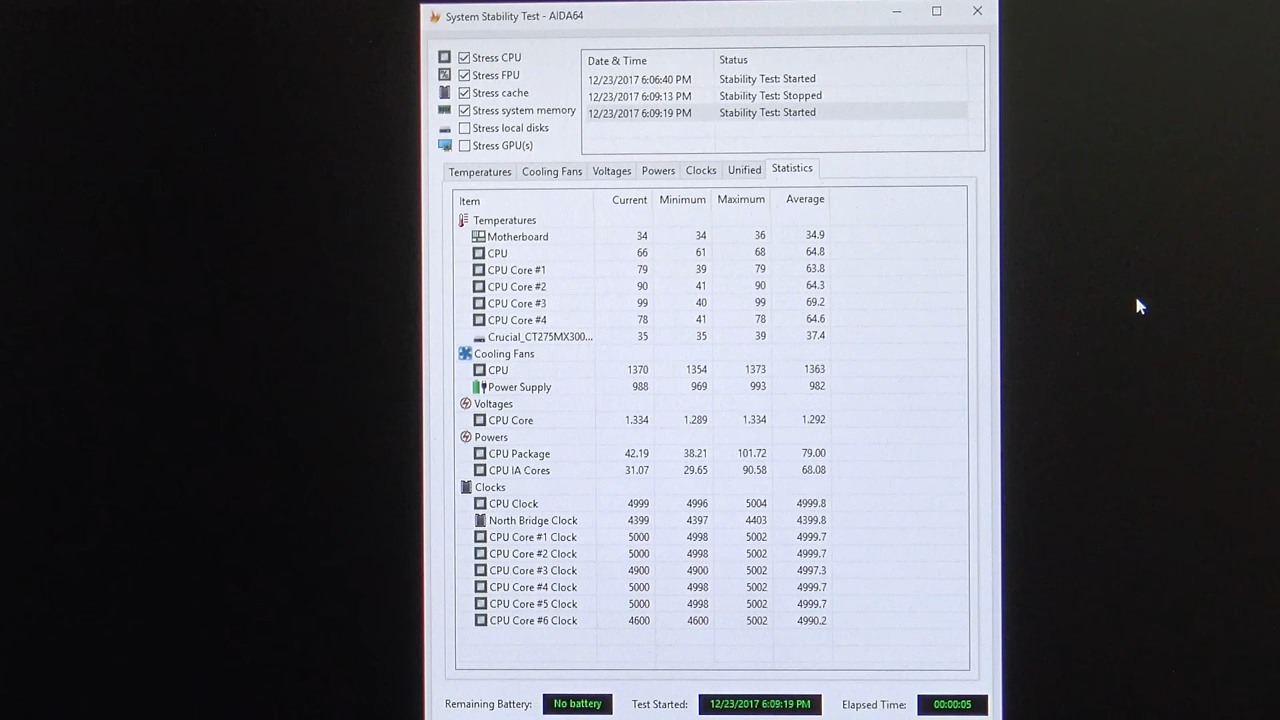 System Stability Test - AIDA64
Stress CPU
Stress FPU
Stress cache
Stress system memory
Stress local disks
Stress GPU(s)
Date & Time Status
12/23/2017 6:06:40 PM Stability Test: Started
12/23/2017 6:09:13 PM Stability Test: Stopped
12/23/2017 6:09:19 PM Stability Test: Started
Temperatures Cooling Fans Voltages Powers Clocks Unified Statistics
Item Current Minimum Maximum Average
Temperatures
Motherboard 34 34 36 34.9
CPU 66 61 68 64.8
CPU Core #1 79 39 79 63.8
CPU Core #2 90 41 90 64.3
CPU Core #3 99 40 99 69.2
CPU Core #4 78 41 78 64.6
Crucial_CT275MX300... 35 35 39 37.4
Cooling Fans
CPU 1370 1354 1373 1363
Power Supply 988 969 993 982
Voltages
CPU Core 1.334 1.289 1.334 1.292
Powers
CPU Package 42.19 38.21 101.72 79.00
CPU IA Cores 31.07 29.65 90.58 68.08
Clocks
CPU Clock 4999 4996 5004 4999.8
North Bridge Clock 4399 4397 4403 4399.8
CPU Core #1 Clock 5000 4998 5002 4999.7
CPU Core #2 Clock 5000 4998 5002 4999.7
CPU Core #3 Clock 4900 4900 5002 4997.3
CPU Core #4 Clock 5000 4998 5002 4999.7
CPU Core #5 Clock 5000 4998 5002 4999.7
CPU Core #6 Clock 4600 4600 5002 4990.2
Remaining Battery: No battery Test Started: 12/23/2017 6:09:19 PM Elapsed Time: 00:00:05